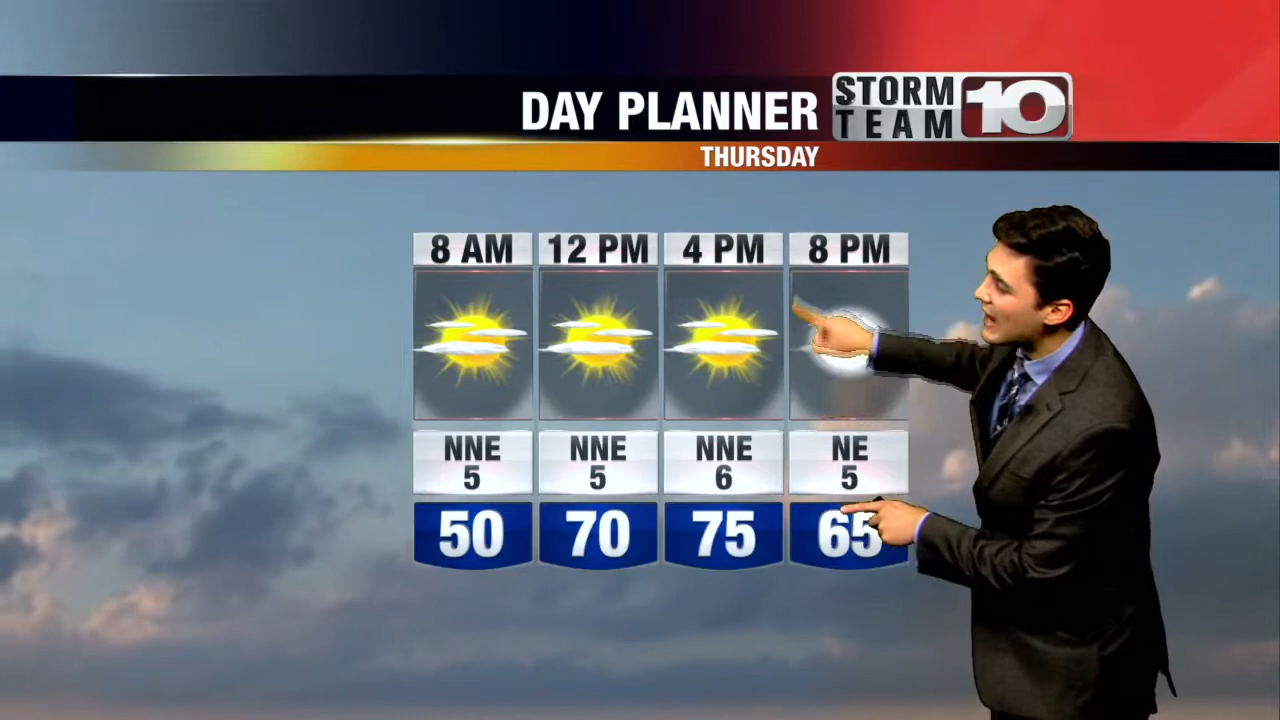 DAY PLANNER
STORM
TEAM
10
THURSDAY
8 AM 12 PM 4 PM 8 PM
NNE NNE NNE NE
5 5 6 5
50 70 75 65